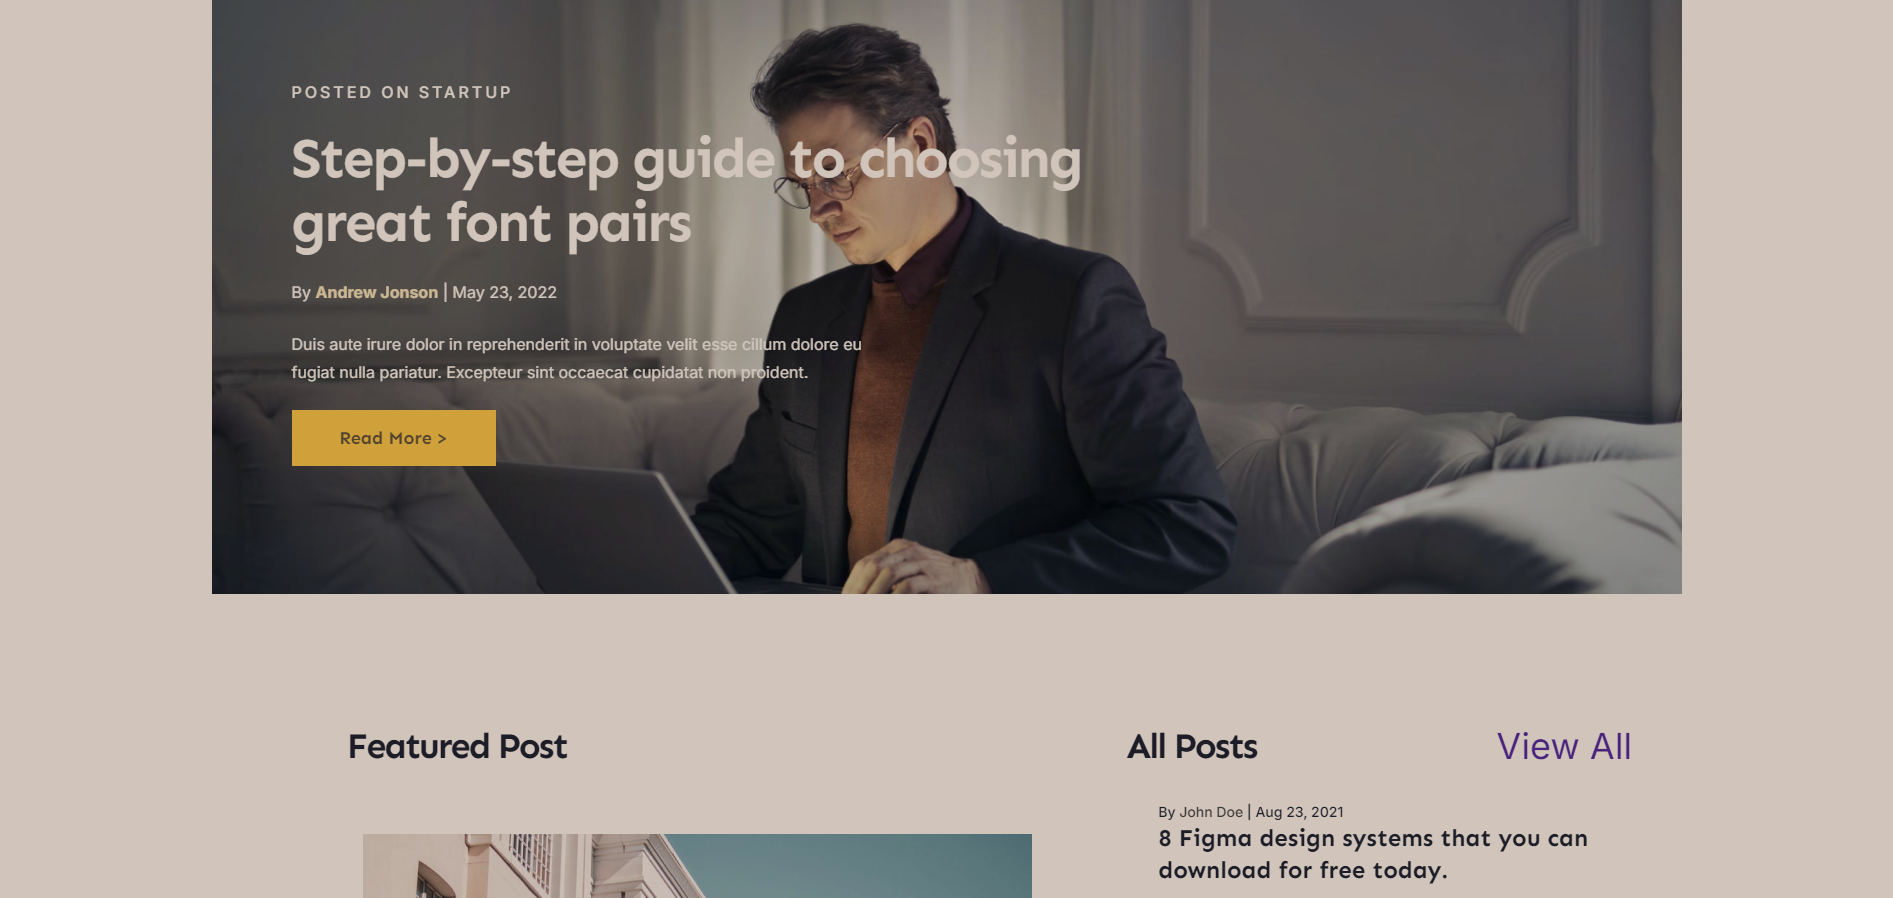 POSTED ON STARTUP
Step-by-step guide to choosing
great font pairs
By Andrew Jonson | May 23, 2022
Duis aute irure dolor in reprehenderit in voluptate velit esse cillum dolore eu
fugiat nulla pariatur. Excepteur sint occaecat cupidatat non proident.
Read More >
Featured Post
All Posts
View All
By John Doe | Aug 23, 2021
8 Figma design systems that you can
download for free today.